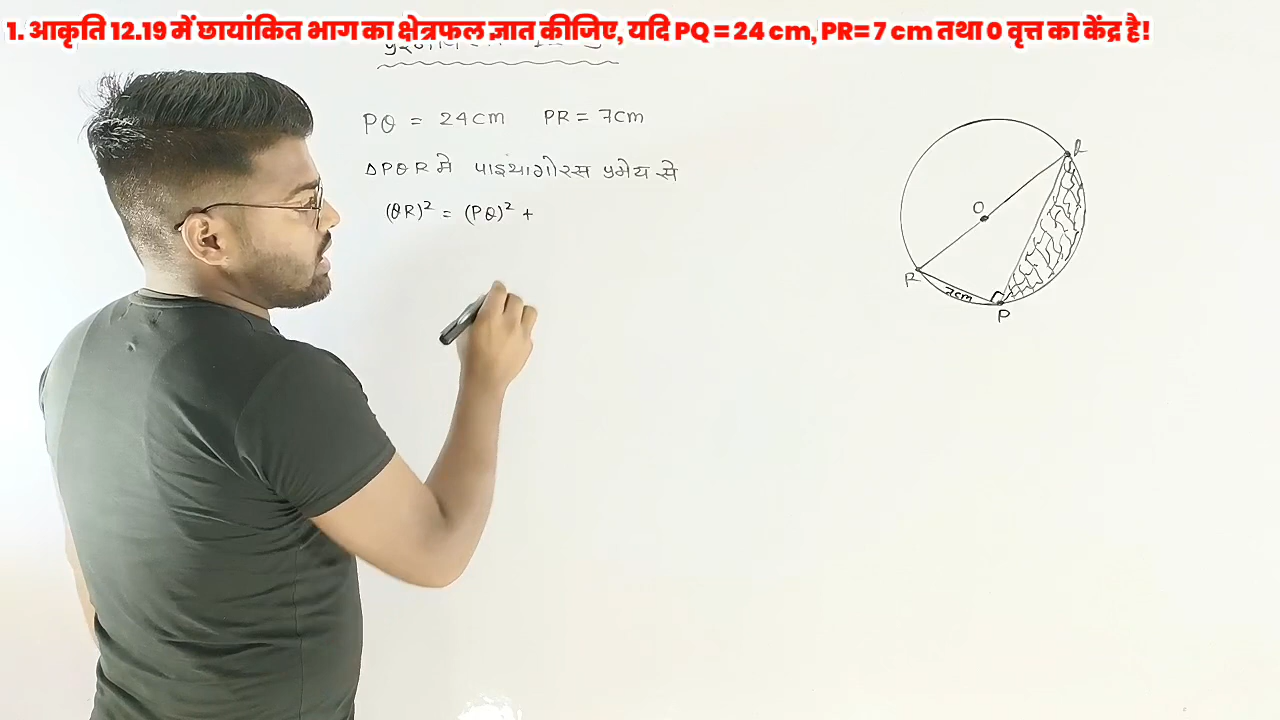 1. आकृति 12.19 में छायांकित भाग का क्षेत्रफल ज्ञात कीजिए, यदि PQ = 24 cm, PR= 7 cm तथा O वृत्त का केंद्र है!
PQ = 24cm PR = 7cm
ΔPQR मे पाइथागोरस प्रमेय से
(QR)² = (PQ)² +
Q
O
R
7cm
P